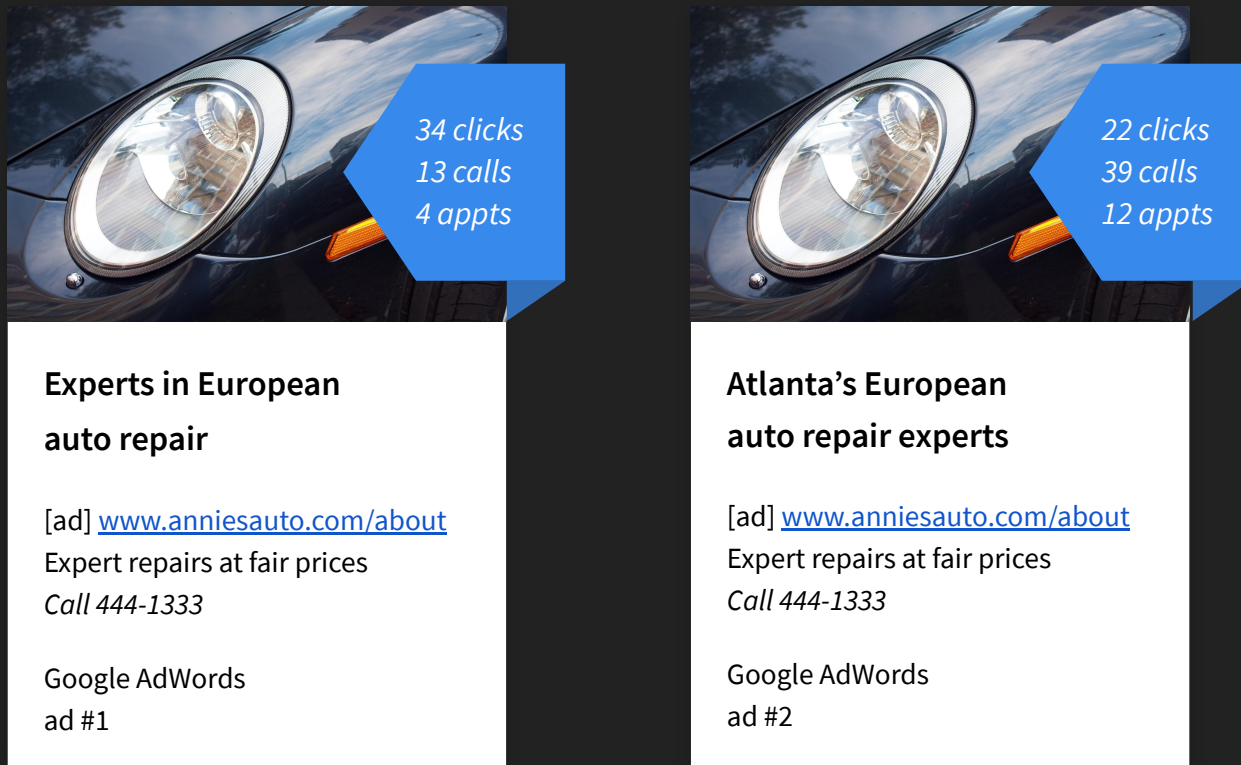 34 clicks
13 calls
4 appts
Experts in European
auto repair
[ad] www.anniesauto.com/about
Expert repairs at fair prices
Call 444-1333
Google AdWords
ad #1
22 clicks
39 calls
12 appts
Atlanta’s European
auto repair experts
[ad] www.anniesauto.com/about
Expert repairs at fair prices
Call 444-1333
Google AdWords
ad #2